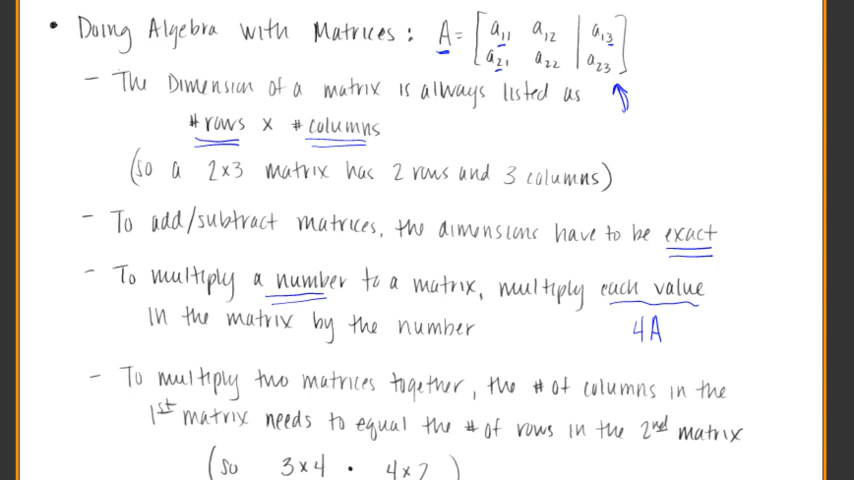 • Doing Algebra with Matrices: A = [ a₁₁ a₁₂ | a₁₃
a₂₁ a₂₂ | a₂₃ ]
- The Dimension of a matrix is always listed as
# rows x # columns
(so a 2x3 matrix has 2 rows and 3 columns)
- To add/subtract matrices, the dimensions have to be exact
- To multiply a number to a matrix, multiply each value
in the matrix by the number 4A
- To multiply two matrices together, the # of columns in the
1st matrix needs to equal the # of rows in the 2nd matrix
(so 3x4 • 4x2)